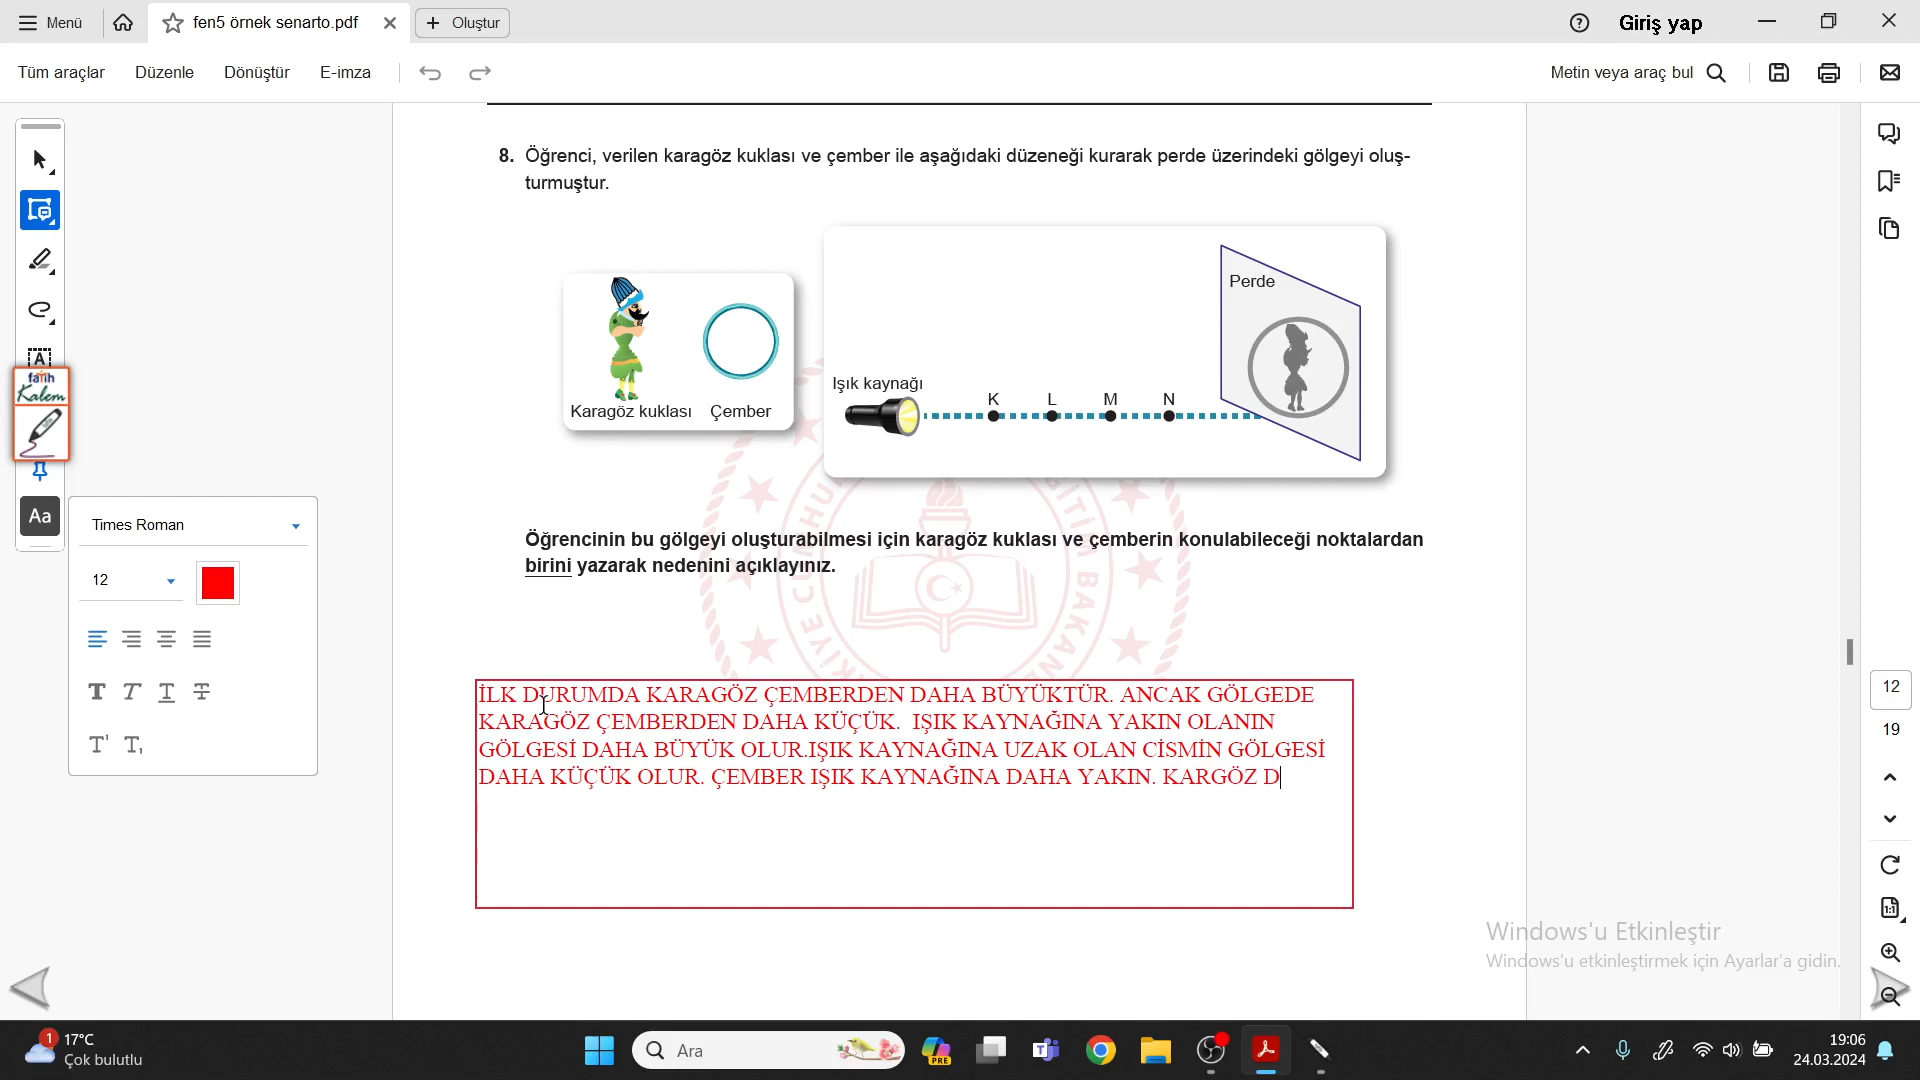 Menü
fen5 örnek senarto.pdf
Oluştur
Giriş yap
Tüm araçlar
Düzenle
Dönüştür
E-imza
Metin veya araç bul
8. Öğrenci, verilen karagöz kuklası ve çember ile aşağıdaki düzeneği kurarak perde üzerindeki gölgeyi oluş-
turmuştur.
Perde
Işık kaynağı
K L M N
Karagöz kuklası Çember
A
fatih
Kalem
Aa
Times Roman
12
Öğrencinin bu gölgeyi oluşturabilmesi için karagöz kuklası ve çemberin konulabileceği noktalardan
birini yazarak nedenini açıklayınız.
İLK DURUMDA KARAGÖZ ÇEMBERDEN DAHA BÜYÜKTÜR. ANCAK GÖLGEDE
KARAGÖZ ÇEMBERDEN DAHA KÜÇÜK. IŞIK KAYNAĞINA YAKIN OLANIN
GÖLGESİ DAHA BÜYÜK OLUR.IŞIK KAYNAĞINA UZAK OLAN CİSMİN GÖLGESİ
DAHA KÜÇÜK OLUR. ÇEMBER IŞIK KAYNAĞINA DAHA YAKIN. KARGÖZ D
12
19
Windows'u Etkinleştir
Windows'u etkinleştirmek için Ayarlar'a gidin.
1
17°C
Çok bulutlu
Ara
PRE
19:06
24.03.2024